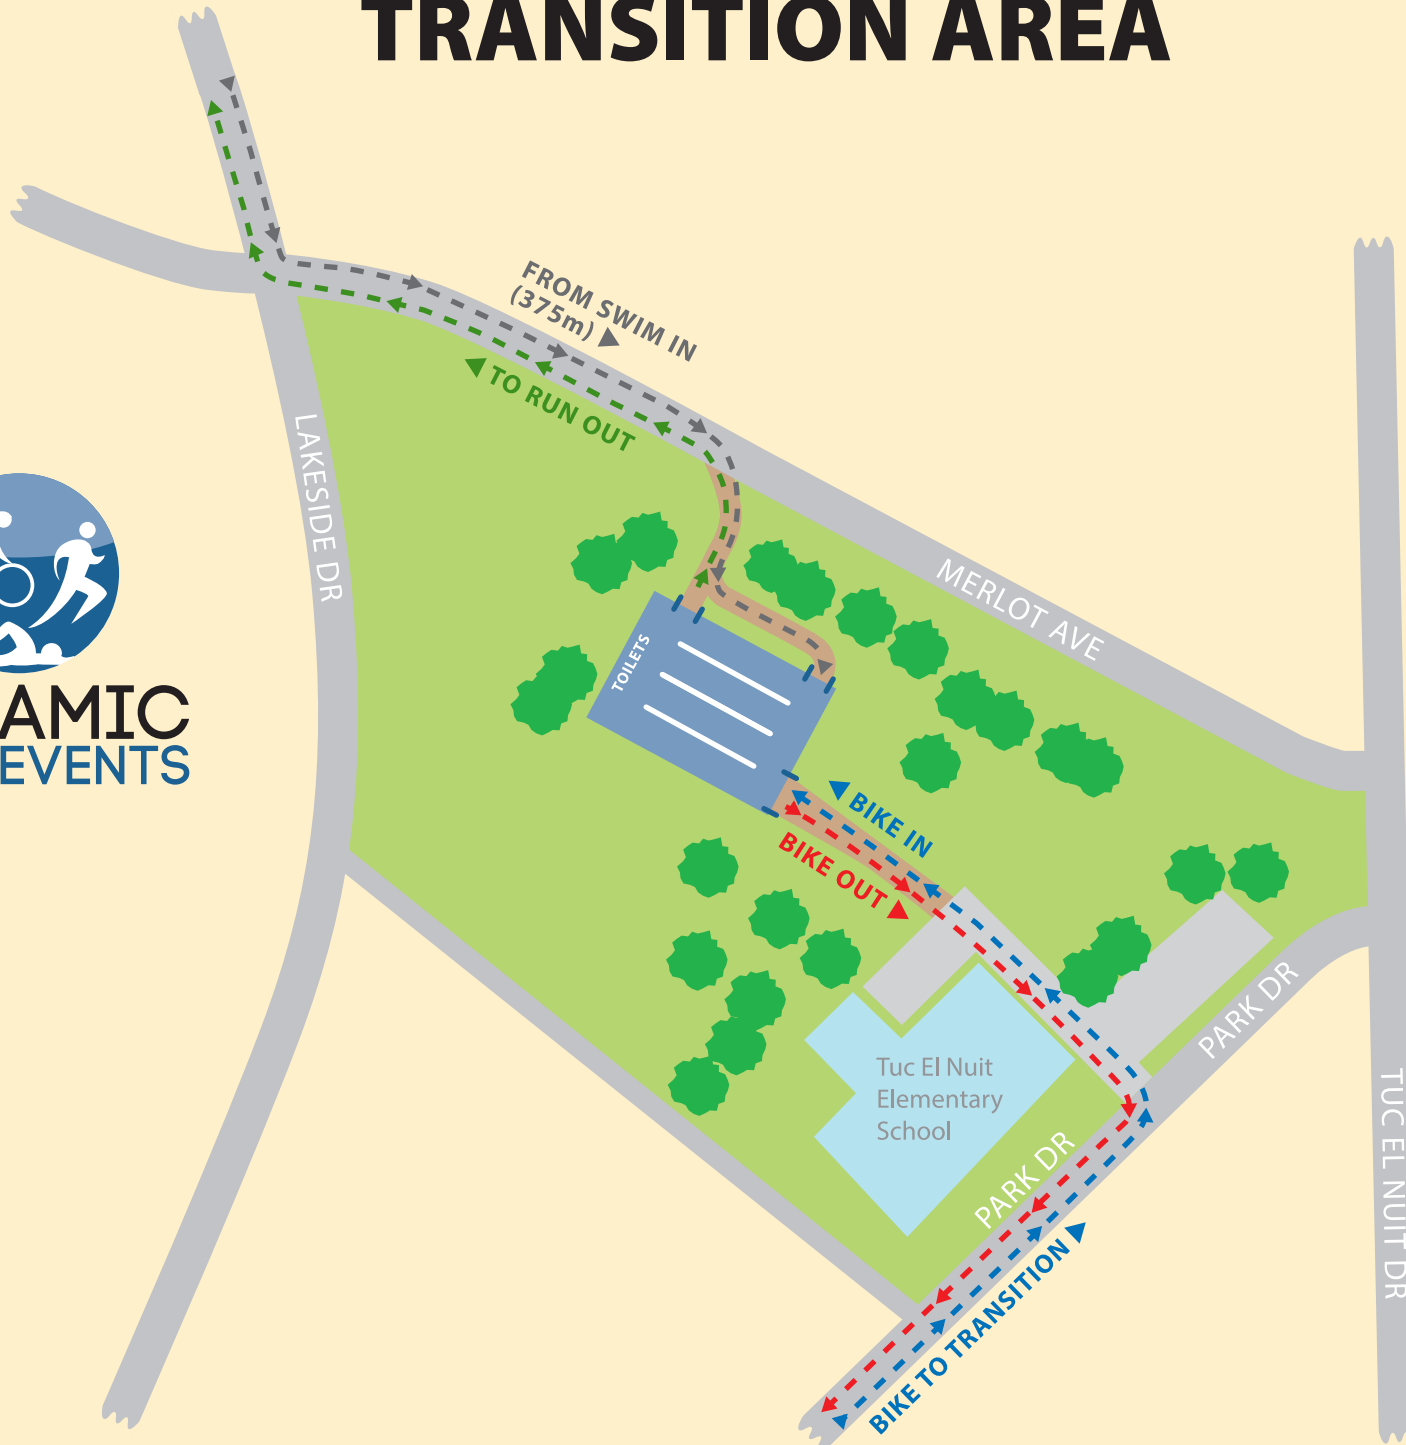 TRANSITION AREA
FROM SWIM IN
(375m)
TO RUN OUT
LAKESIDE DR
MERLOT AVE
TOILETS
AMIC
EVENTS
BIKE IN
BIKE OUT
PARK DR
Tuc El Nuit
Elementary
School
PARK DR
TUC EL NUIT DR
BIKE TO TRANSITION